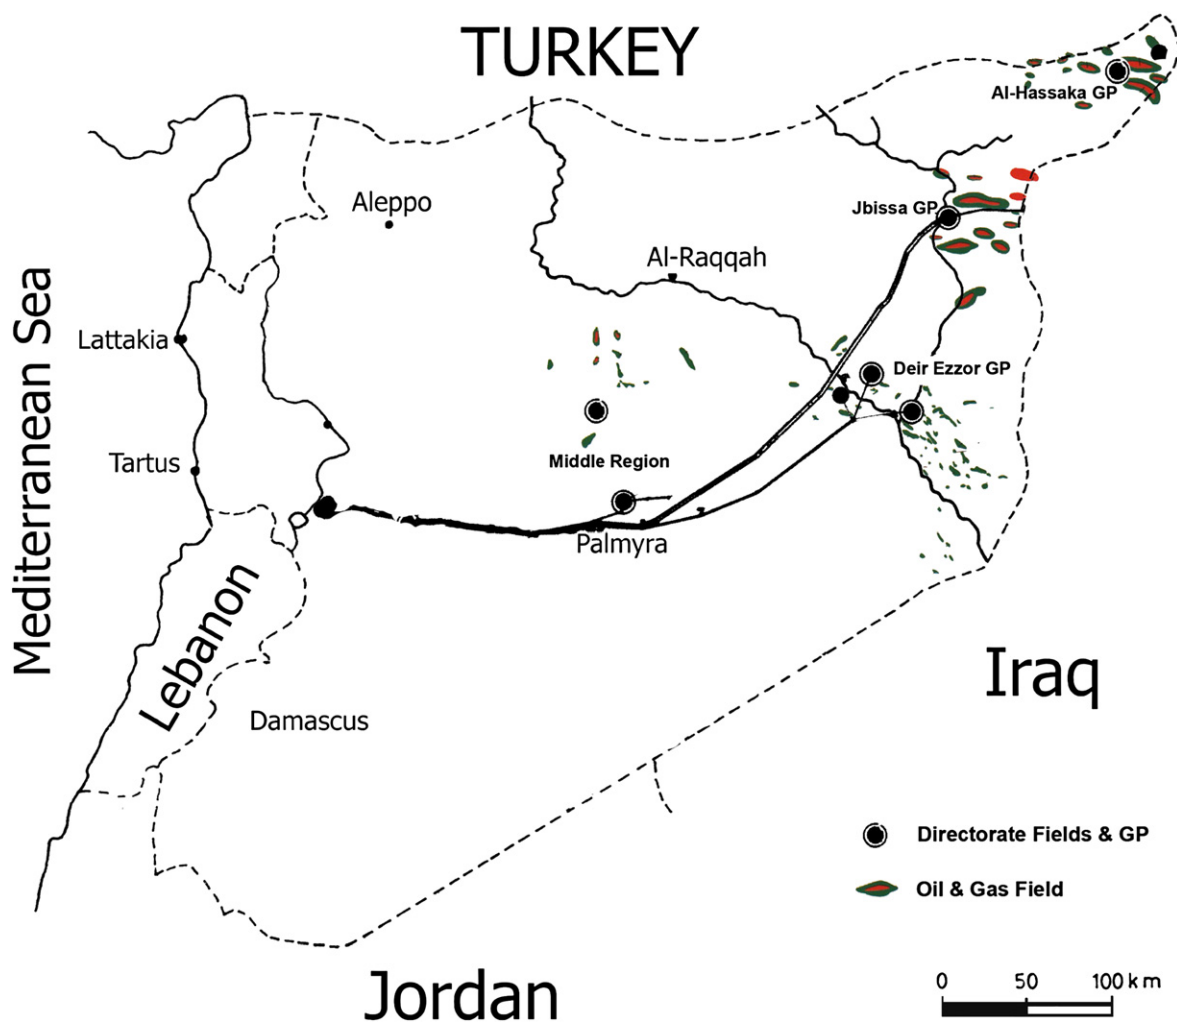 TURKEY
Al-Hassaka GP
Aleppo
Jbissa GP
Al-Raqqah
Mediterranean Sea
Lattakia
Deir Ezzor GP
Tartus
Middle Region
Palmyra
Lebanon
Iraq
Damascus
Directorate Fields & GP
Oil & Gas Field
Jordan
0 50 100 km